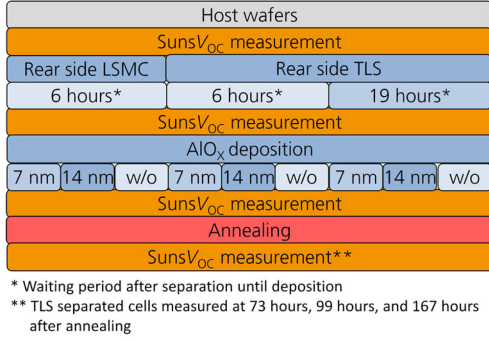 Host wafers
SunsVOC measurement
Rear side LSMC Rear side TLS
6 hours* 6 hours* 19 hours*
SunsVOC measurement
AlOX deposition
7 nm 14 nm w/o 7 nm 14 nm w/o 7 nm 14 nm w/o
SunsVOC measurement
Annealing
SunsVOC measurement**
* Waiting period after separation until deposition
** TLS separated cells measured at 73 hours, 99 hours, and 167 hours
after annealing